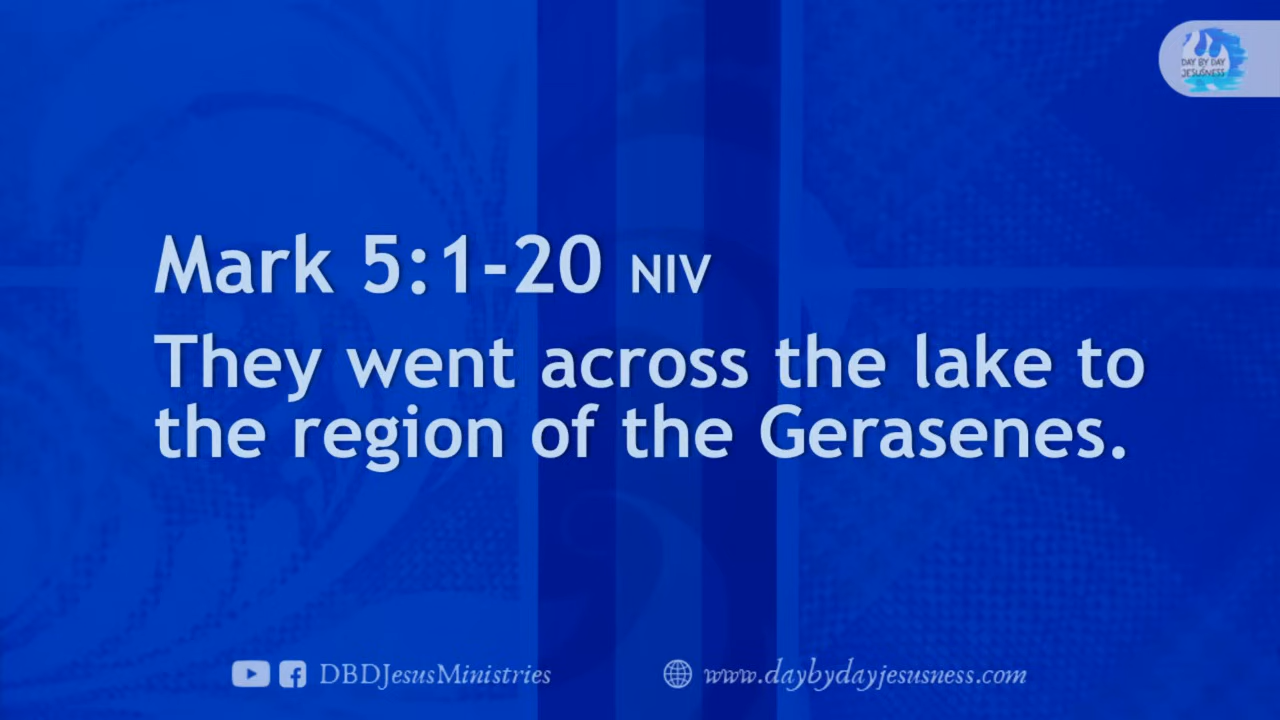 DAY BY DAY
JESUSNESS
Mark 5:1-20 NIV
They went across the lake to
the region of the Gerasenes.
DBDJesusMinistries
www.daybydayjesusness.com